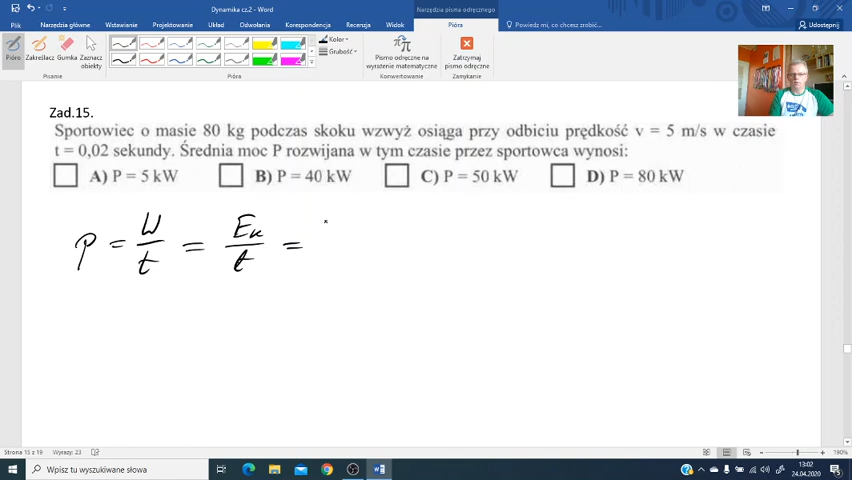 Dynamika cz.2 - Word
Narzędzia pisma odręcznego
Plik Narzędzia główne Wstawianie Projektowanie Układ Odwołania Korespondencja Recenzja Widok Pióra Powiedz mi, co chcesz zrobić. Udostępnij
Pióro Zakreślacz Gumka Zaznacz obiekty
Kolor
Grubość
Pismo odręczne na wyrażenie matematyczne
Zatrzymaj pismo odręczne
Pisanie Pióra Konwertowanie Zamykanie
Zad.15.
Sportowiec o masie 80 kg podczas skoku wzwyż osiąga przy odbiciu prędkość v = 5 m/s w czasie
t = 0,02 sekundy. Średnia moc P rozwijana w tym czasie przez sportowca wynosi:
A) P = 5 kW B) P = 40 kW C) P = 50 kW D) P = 80 kW
P = W/t = Ek/t =
Strona 15 z 19 Wyrazy: 23 190%
Wpisz tu wyszukiwane słowa
13:02
24.04.2020